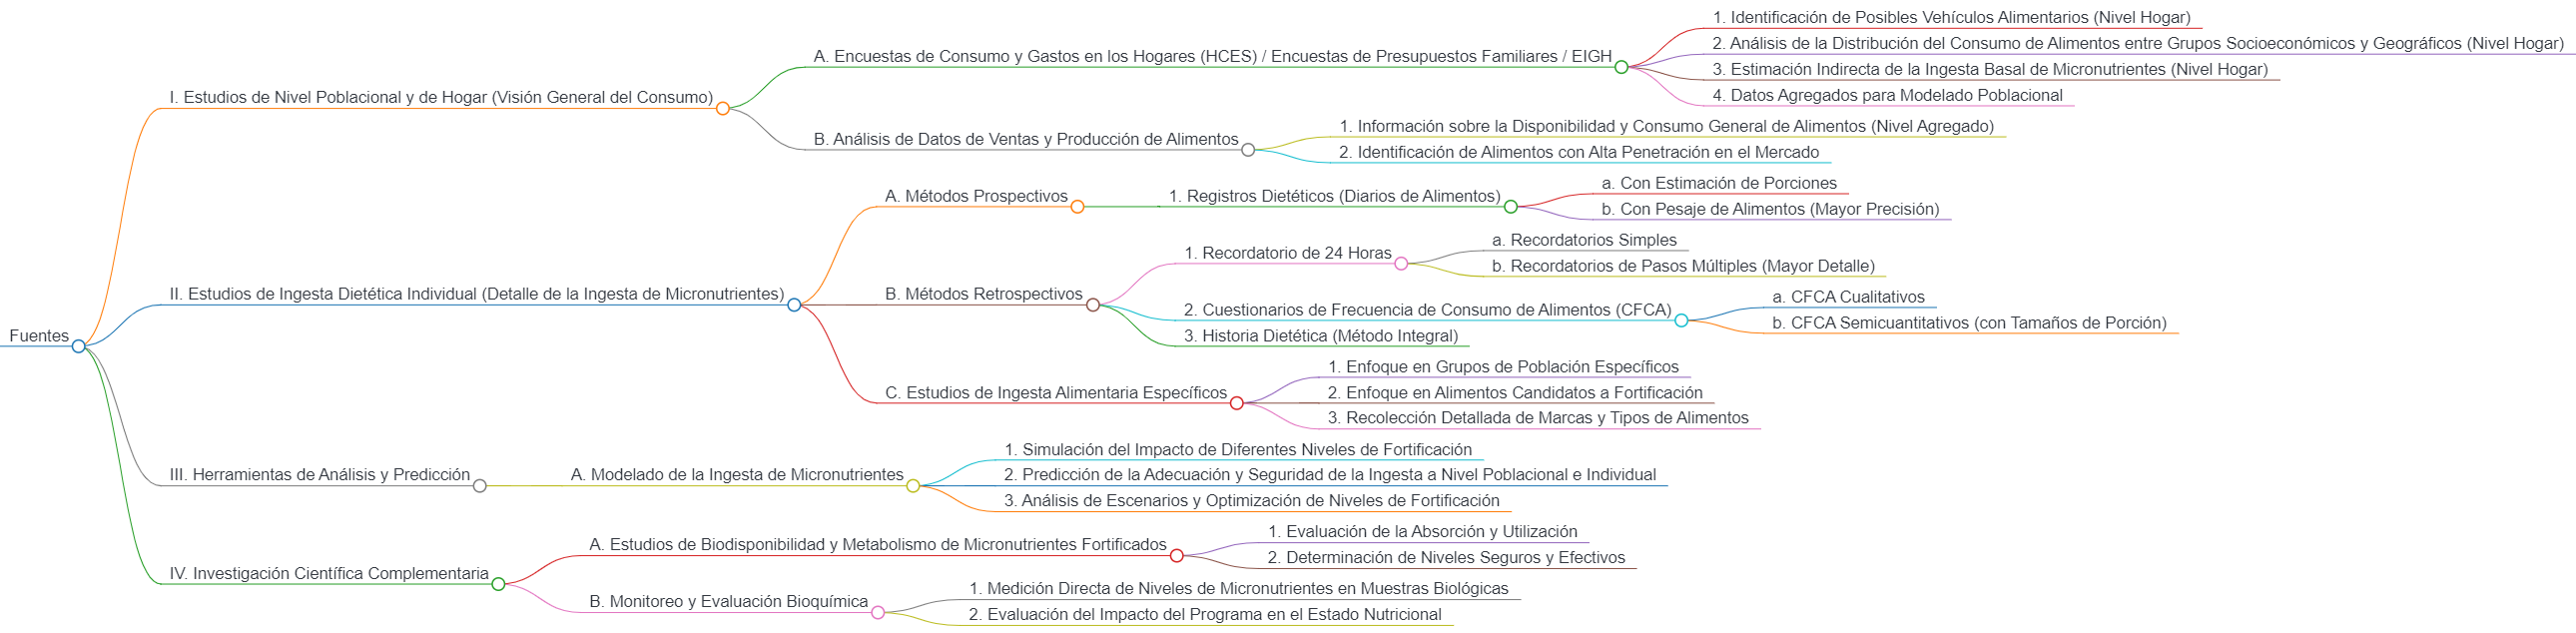 Fuentes
I. Estudios de Nivel Poblacional y de Hogar (Visión General del Consumo)
A. Encuestas de Consumo y Gastos en los Hogares (HCES) / Encuestas de Presupuestos Familiares / EIGH
1. Identificación de Posibles Vehículos Alimentarios (Nivel Hogar)
2. Análisis de la Distribución del Consumo de Alimentos entre Grupos Socioeconómicos y Geográficos (Nivel Hogar)
3. Estimación Indirecta de la Ingesta Basal de Micronutrientes (Nivel Hogar)
4. Datos Agregados para Modelado Poblacional
B. Análisis de Datos de Ventas y Producción de Alimentos
1. Información sobre la Disponibilidad y Consumo General de Alimentos (Nivel Agregado)
2. Identificación de Alimentos con Alta Penetración en el Mercado
II. Estudios de Ingesta Dietética Individual (Detalle de la Ingesta de Micronutrientes)
A. Métodos Prospectivos
1. Registros Dietéticos (Diarios de Alimentos)
a. Con Estimación de Porciones
b. Con Pesaje de Alimentos (Mayor Precisión)
B. Métodos Retrospectivos
1. Recordatorio de 24 Horas
a. Recordatorios Simples
b. Recordatorios de Pasos Múltiples (Mayor Detalle)
2. Cuestionarios de Frecuencia de Consumo de Alimentos (CFCA)
a. CFCA Cualitativos
b. CFCA Semicuantitativos (con Tamaños de Porción)
3. Historia Dietética (Método Integral)
C. Estudios de Ingesta Alimentaria Específicos
1. Enfoque en Grupos de Población Específicos
2. Enfoque en Alimentos Candidatos a Fortificación
3. Recolección Detallada de Marcas y Tipos de Alimentos
III. Herramientas de Análisis y Predicción
A. Modelado de la Ingesta de Micronutrientes
1. Simulación del Impacto de Diferentes Niveles de Fortificación
2. Predicción de la Adecuación y Seguridad de la Ingesta a Nivel Poblacional e Individual
3. Análisis de Escenarios y Optimización de Niveles de Fortificación
IV. Investigación Científica Complementaria
A. Estudios de Biodisponibilidad y Metabolismo de Micronutrientes Fortificados
1. Evaluación de la Absorción y Utilización
2. Determinación de Niveles Seguros y Efectivos
B. Monitoreo y Evaluación Bioquímica
1. Medición Directa de Niveles de Micronutrientes en Muestras Biológicas
2. Evaluación del Impacto del Programa en el Estado Nutricional